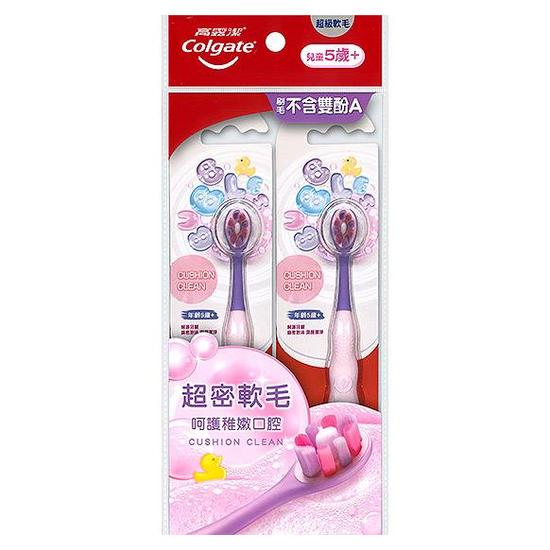 超級軟毛
高露潔®
Colgate®
兒童5歲+
刷毛 不含雙酚A
BUBBLE
BUBBLE
CUSHION
CLEAN
CUSHION
CLEAN
年齡5歲+
年齡5歲+
超密軟毛
呵護稚嫩口腔
CUSHION CLEAN